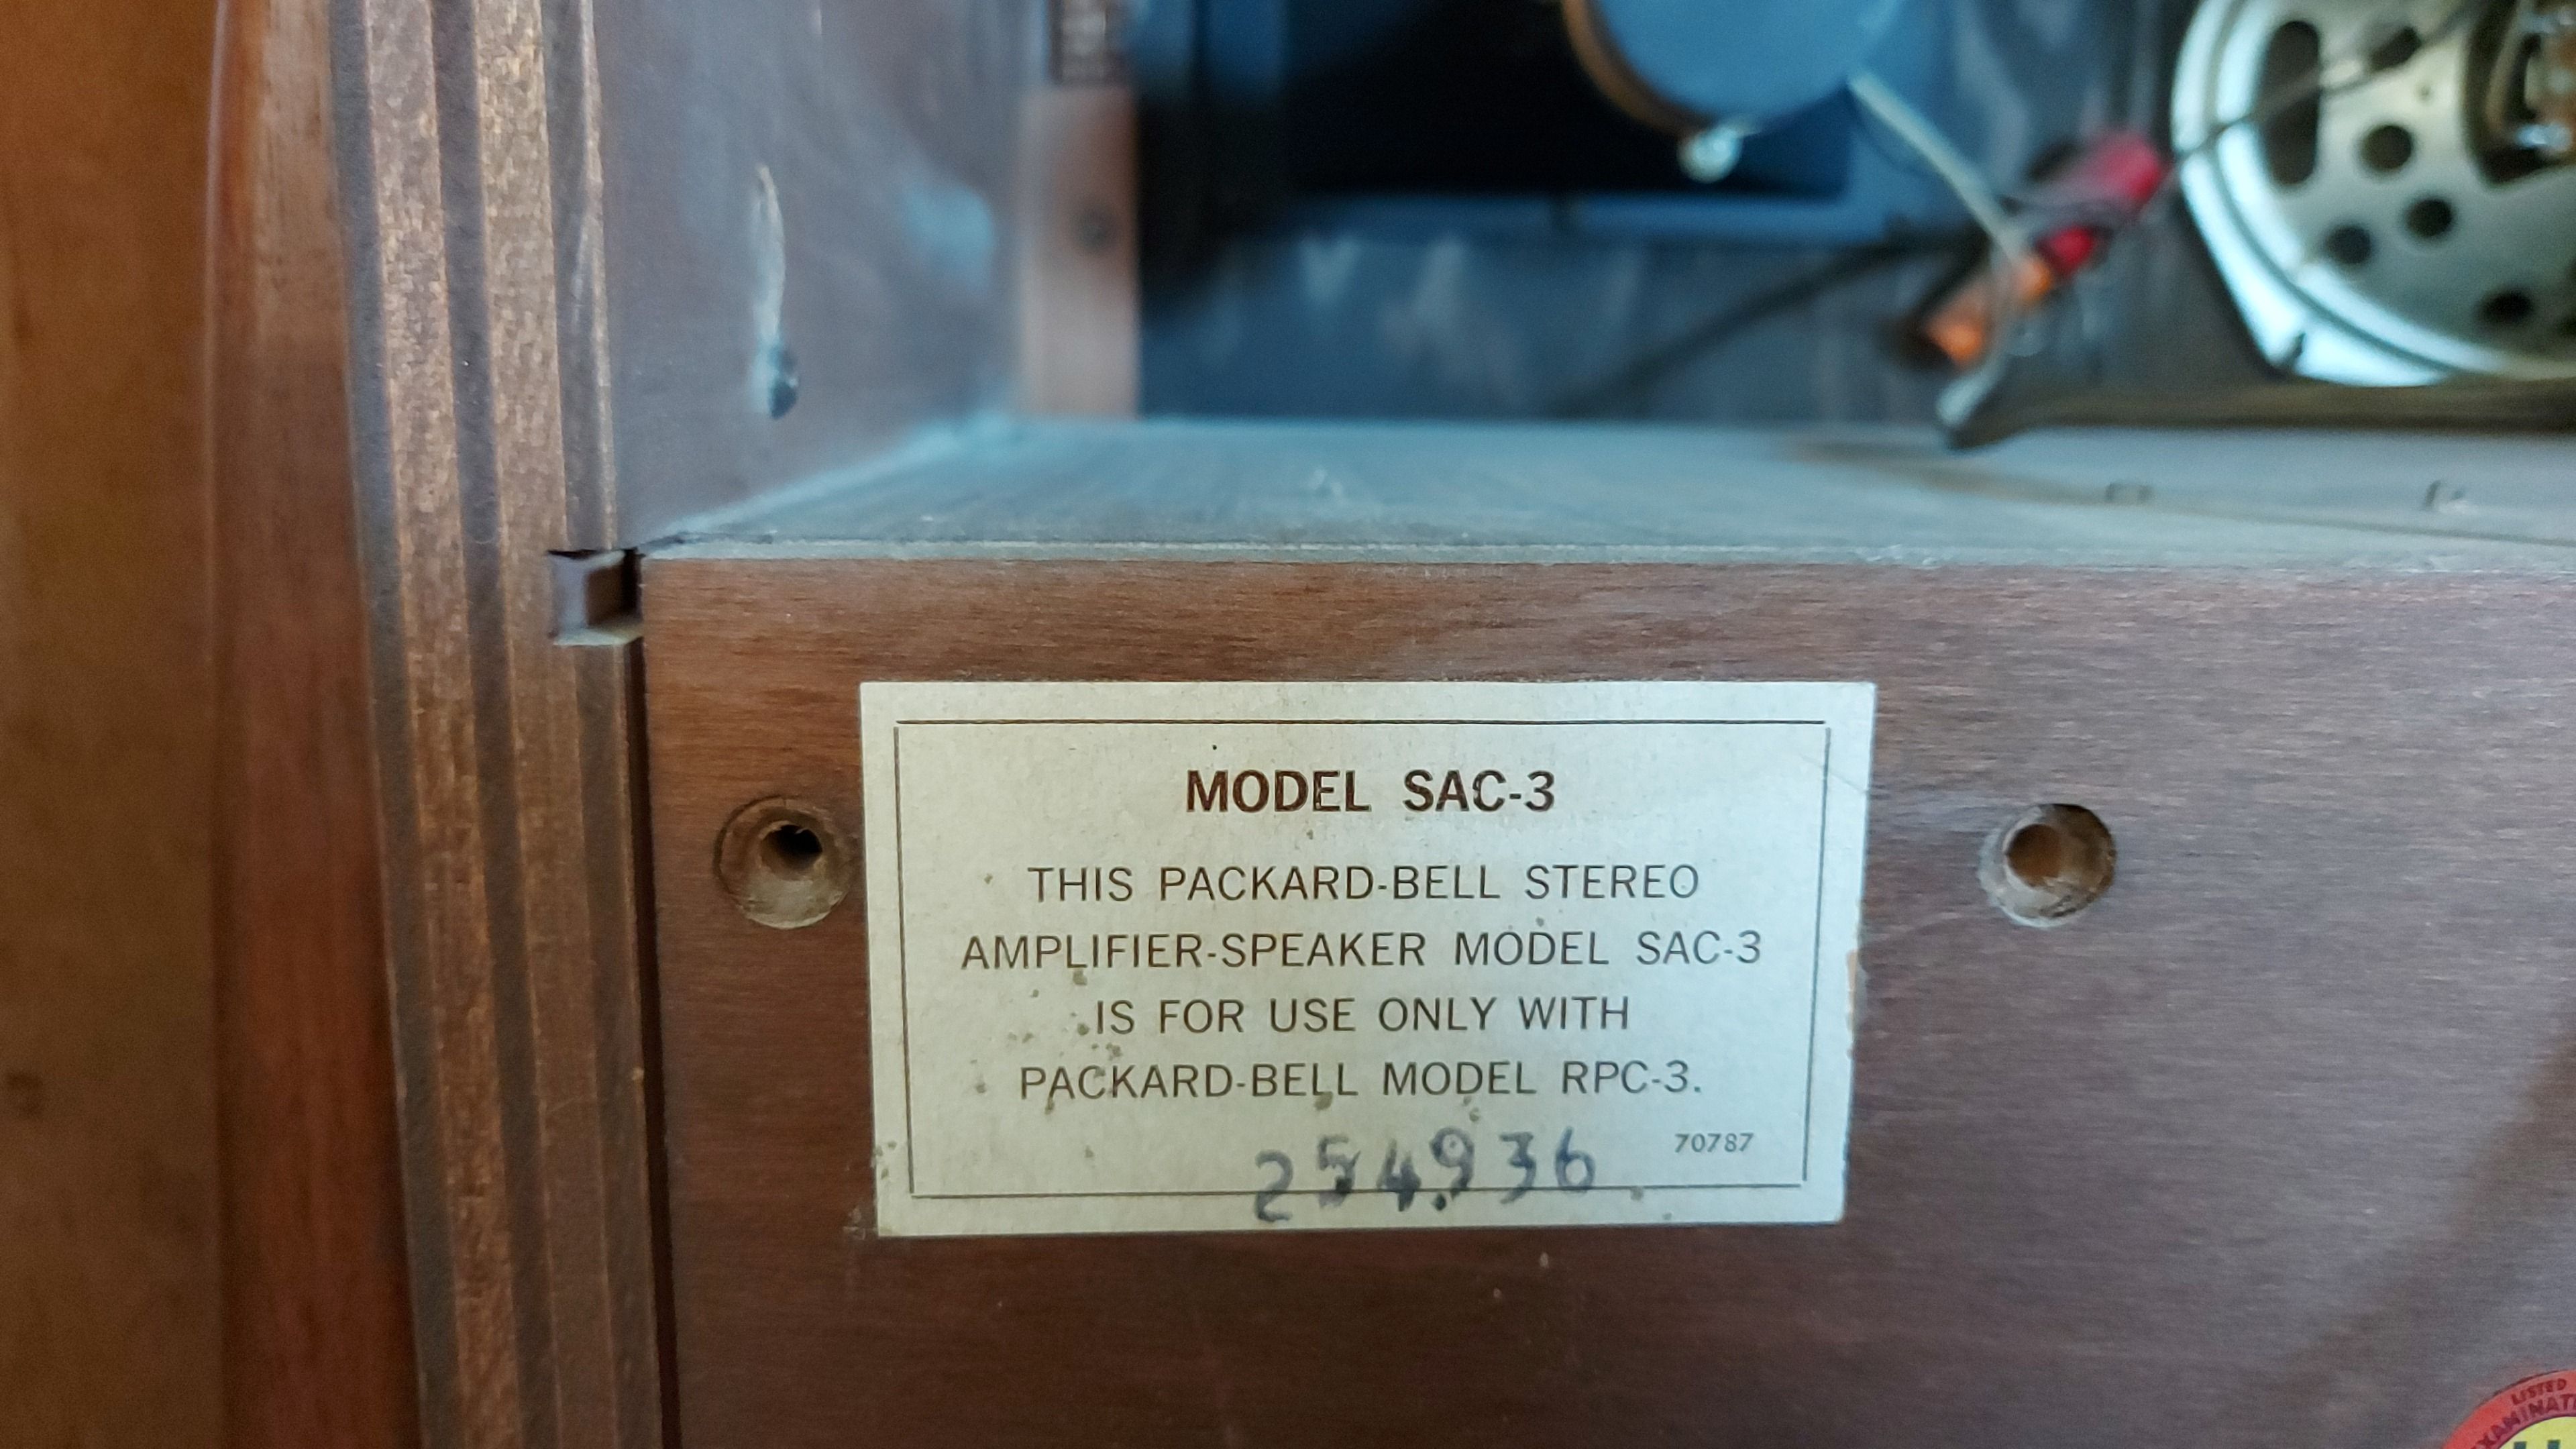 MODEL SAC-3
THIS PACKARD-BELL STEREO
AMPLIFIER-SPEAKER MODEL SAC-3
IS FOR USE ONLY WITH
PACKARD-BELL MODEL RPC-3.
70787
254936
LISTED